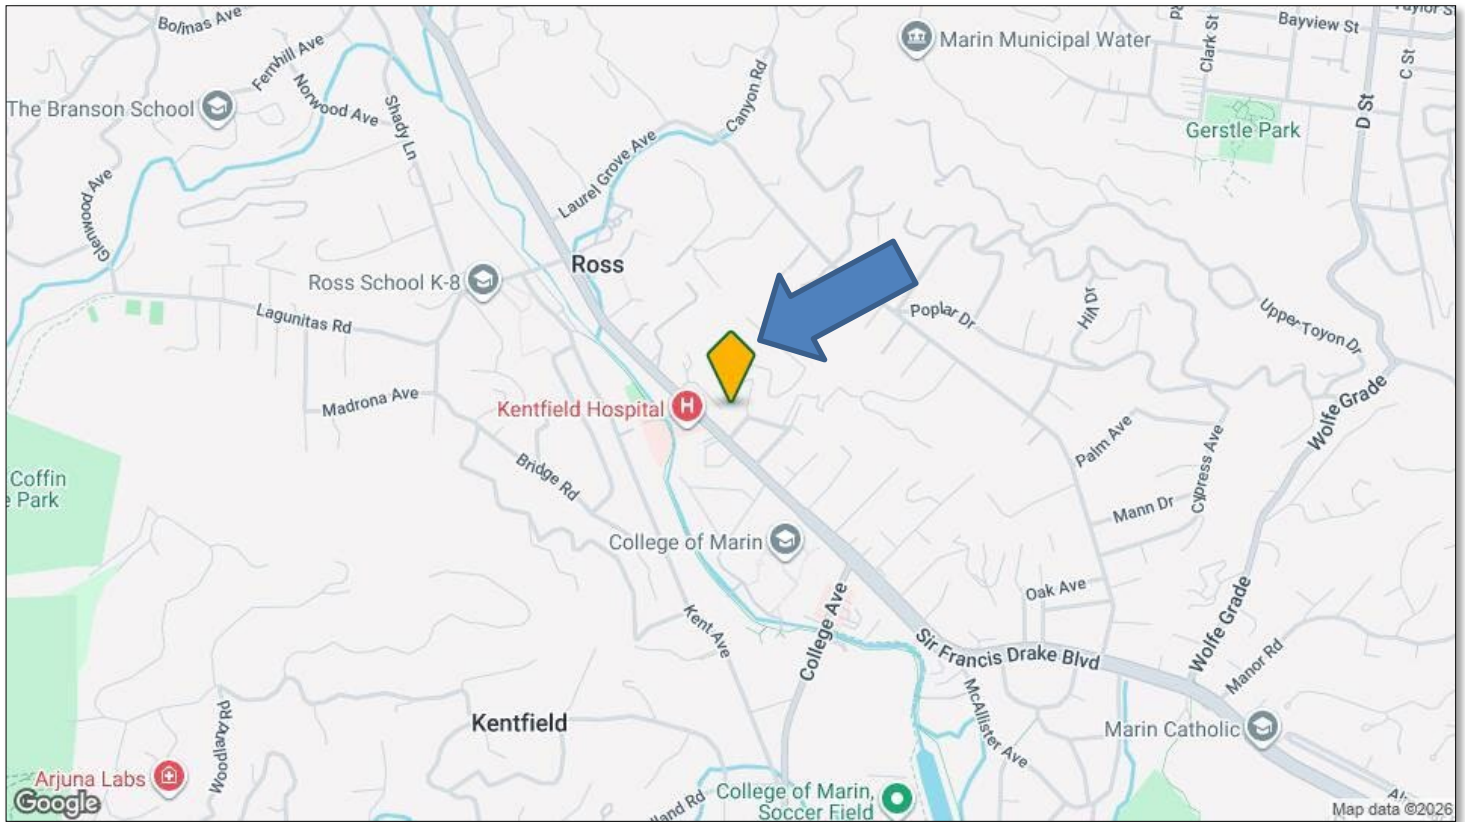 Bolinas Ave
Fernhill Ave
Norwood Ave
The Branson School
Shady Ln
Glenwood Ave
Laurel Grove Ave
Canyon Rd
Marin Municipal Water
Clark St
Bayview St
Taylor S
C St
D St
Gerstle Park
Ross
Ross School K-8
Lagunitas Rd
Madrona Ave
Poplar Dr
Hill Dr
Upper Toyon Dr
Wolfe Grade
Kentfield Hospital
H
Bridge Rd
Palm Ave
Cypress Ave
Mann Dr
Coffin
e Park
College of Marin
Oak Ave
College Ave
Kent Ave
Sir Francis Drake Blvd
Wolfe Grade
Manor Rd
McAllister Ave
Marin Catholic
Kentfield
Woodland Rd
Arjuna Labs
College of Marin,
Soccer Field
land Rd
Google
Map data ©2026